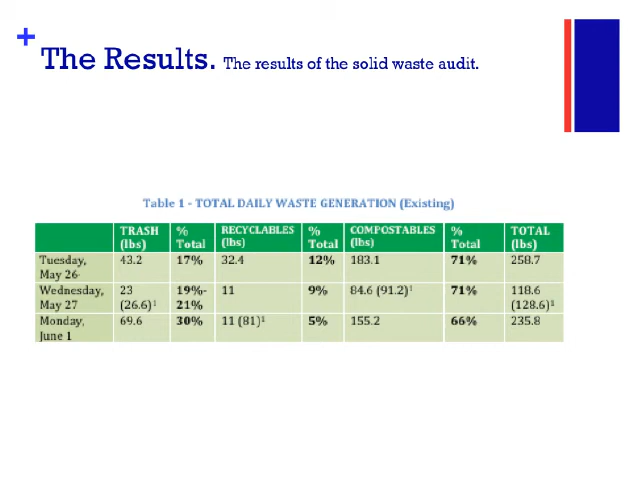 +
The Results. The results of the solid waste audit.
Table 1 - TOTAL DAILY WASTE GENERATION (Existing)
TRASH (lbs) % Total RECYCLABLES (lbs) % Total COMPOSTABLES (lbs) % Total TOTAL (lbs)
Tuesday, May 26 43.2 17% 32.4 12% 183.1 71% 258.7
Wednesday, May 27 23 (26.6)¹ 19%-21% 11 9% 84.6 (91.2)¹ 71% 118.6 (128.6)¹
Monday, June 1 69.6 30% 11 (81)¹ 5% 155.2 66% 235.8